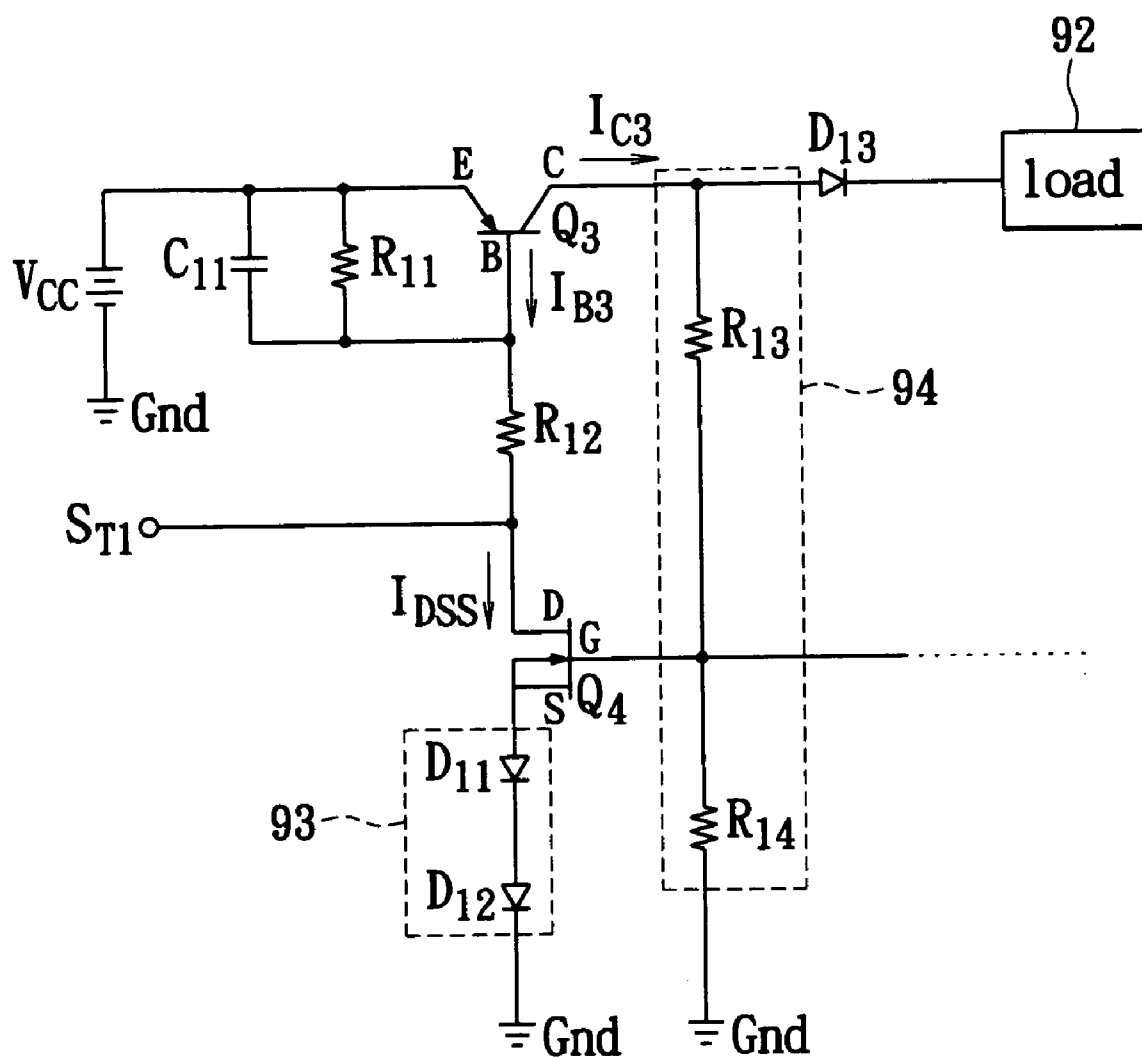 92
I_C3
D_13
E
C
load
B
Q_3
V_CC
C_11
R_11
I_B3
R_13
Gnd
94
R_12
S_T1
I_DSS
D
G
S
Q_4
D_11
93
R_14
D_12
Gnd
Gnd